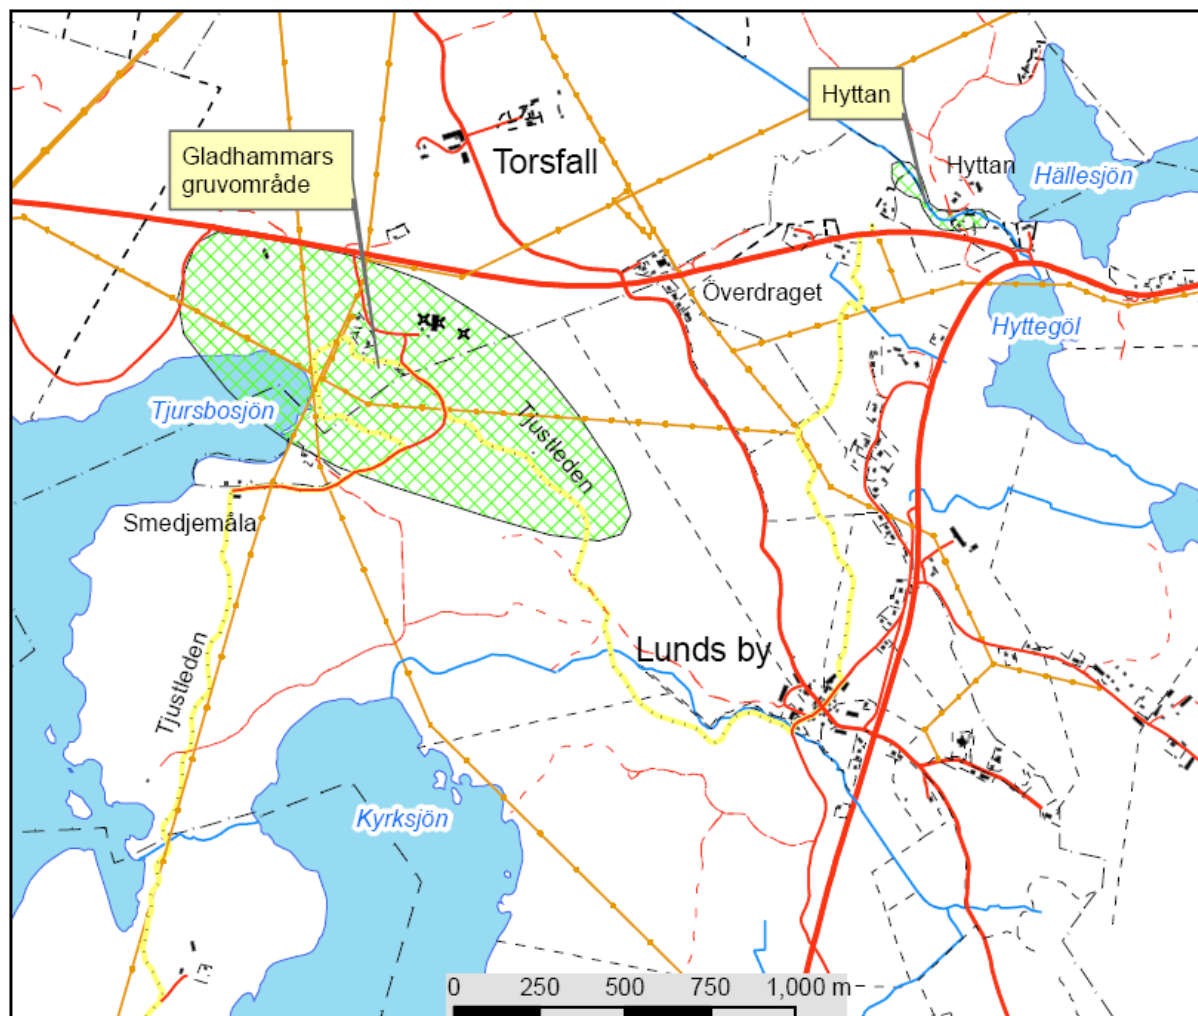 Hyttan
Gladhammars
gruvområde
Torsfall
Hyttan
Hällesjön
Överdraget
Hyttegöl
Tjursbosjön
Tjustleden
Smedjemåla
Lunds by
Tjustleden
Kyrksjön
0 250 500 750 1,000 m